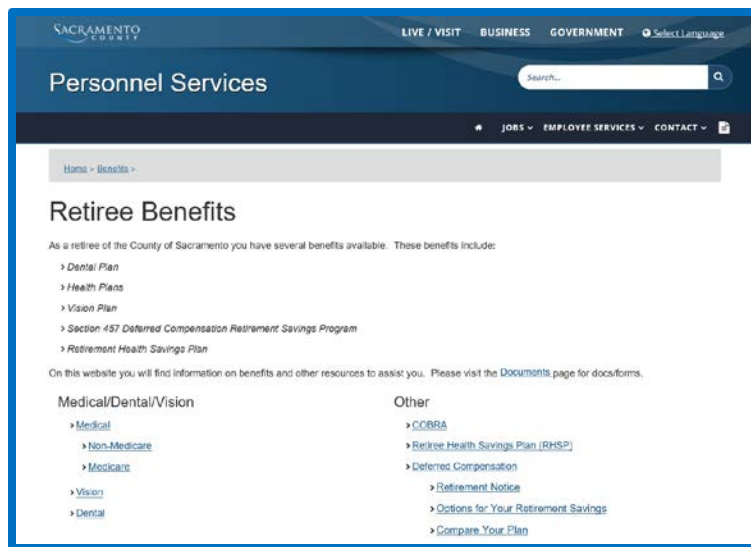 SACRAMENTO
COUNTY
LIVE / VISIT BUSINESS GOVERNMENT Select Language
Personnel Services
Search...
JOBS EMPLOYEE SERVICES CONTACT
Home > Benefits >
Retiree Benefits
As a retiree of the County of Sacramento you have several benefits available. These benefits include:
> Dental Plan
> Health Plans
> Vision Plan
> Section 457 Deferred Compensation Retirement Savings Program
> Retirement Health Savings Plan
On this website you will find information on benefits and other resources to assist you. Please visit the Documents page for docs/forms.
Medical/Dental/Vision
> Medical
> Non-Medicare
> Medicare
> Vision
> Dental
Other
> COBRA
> Retiree Health Savings Plan (RHSP)
> Deferred Compensation
> Retirement Notice
> Options for Your Retirement Savings
> Compare Your Plan